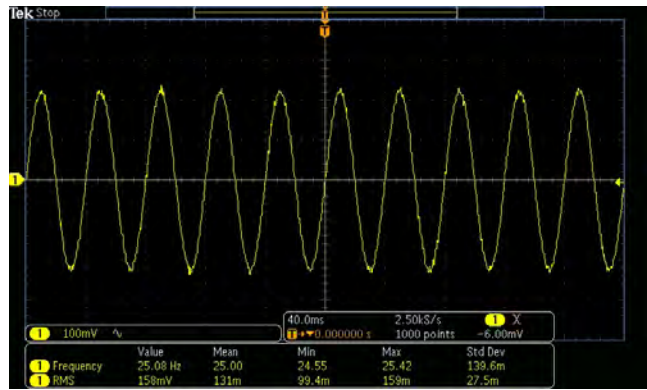 Tek Stop
T
T
1
40.0ms 2.50kS/s 1 X
1 100mV ∿ T→▼0.000000 s 1000 points −6.00mV
Value Mean Min Max Std Dev
1 Frequency 25.08 Hz 25.00 24.55 25.42 139.6m
1 RMS 158mV 131m 99.4m 159m 27.5m